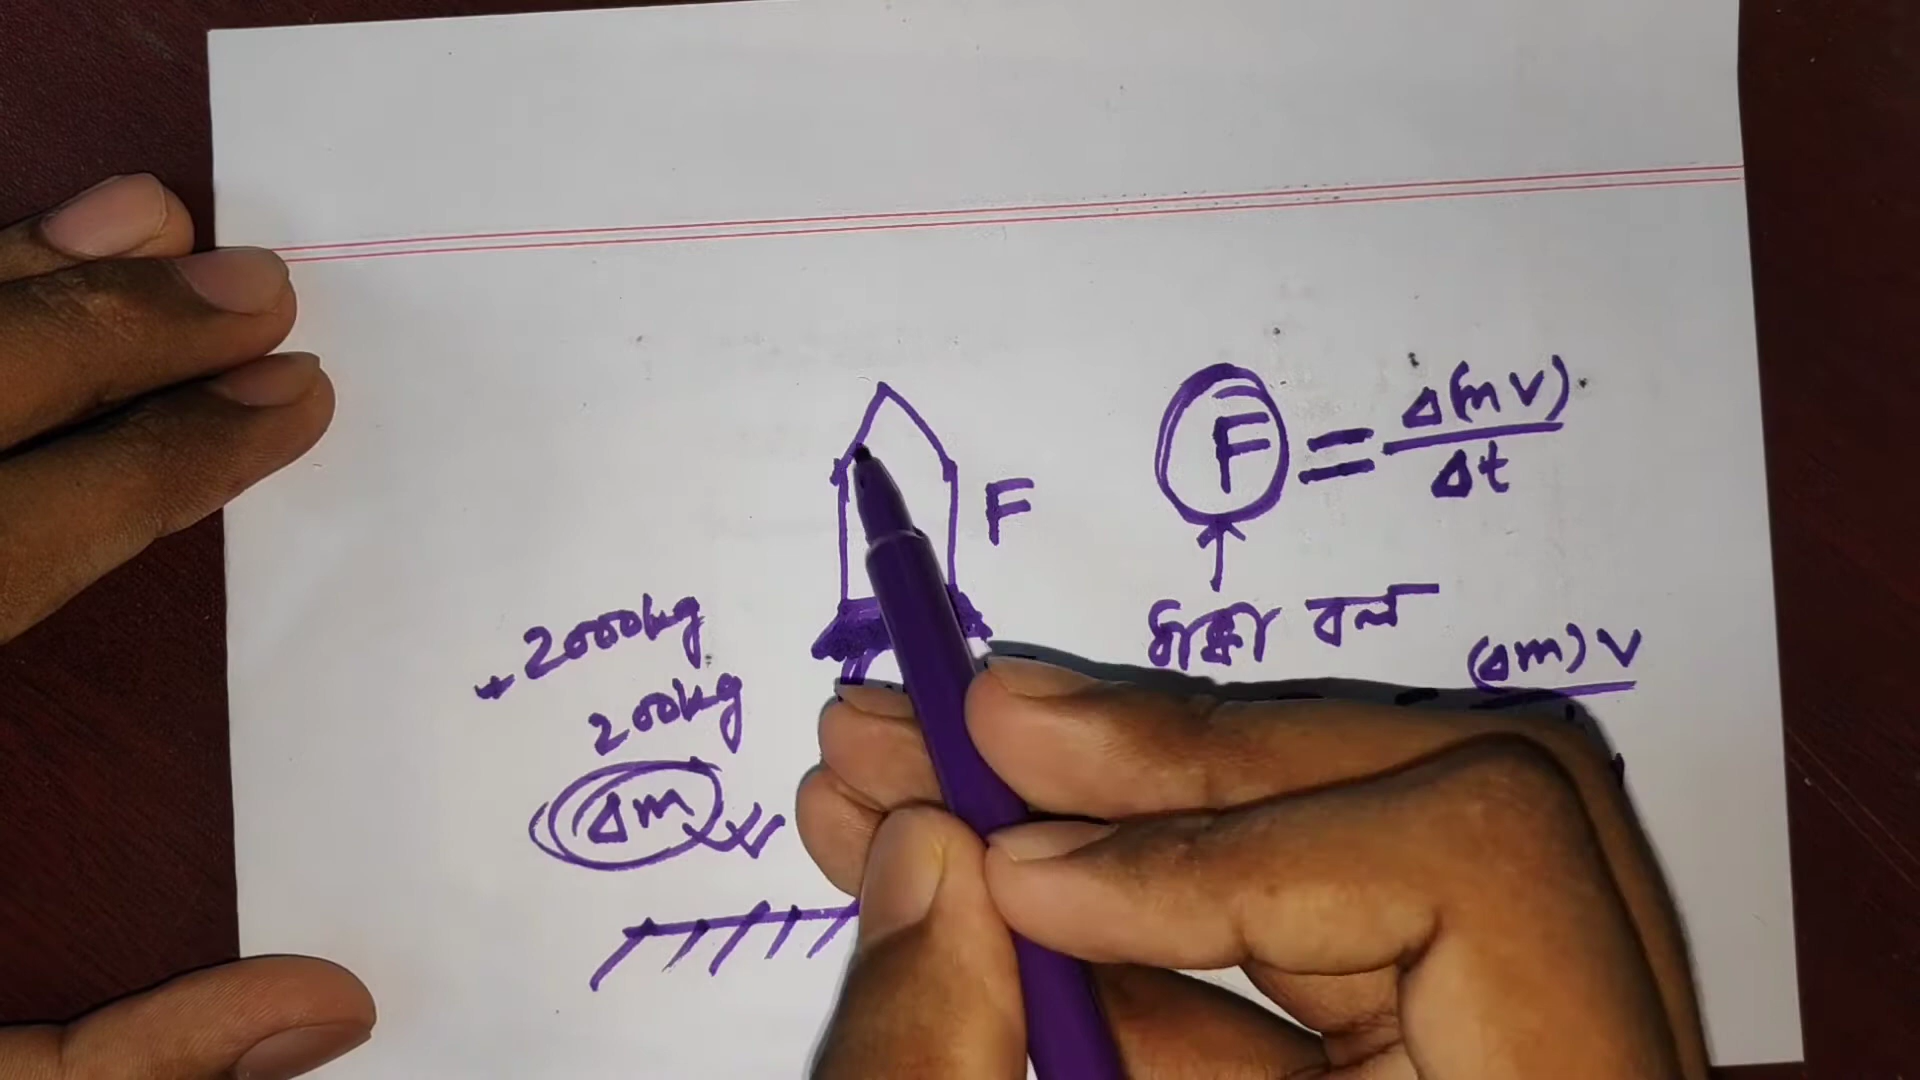 F = Δ(mv)/Δt
F
ধাক্কা বল
2000kg
(Δm)v
200kg
Δm